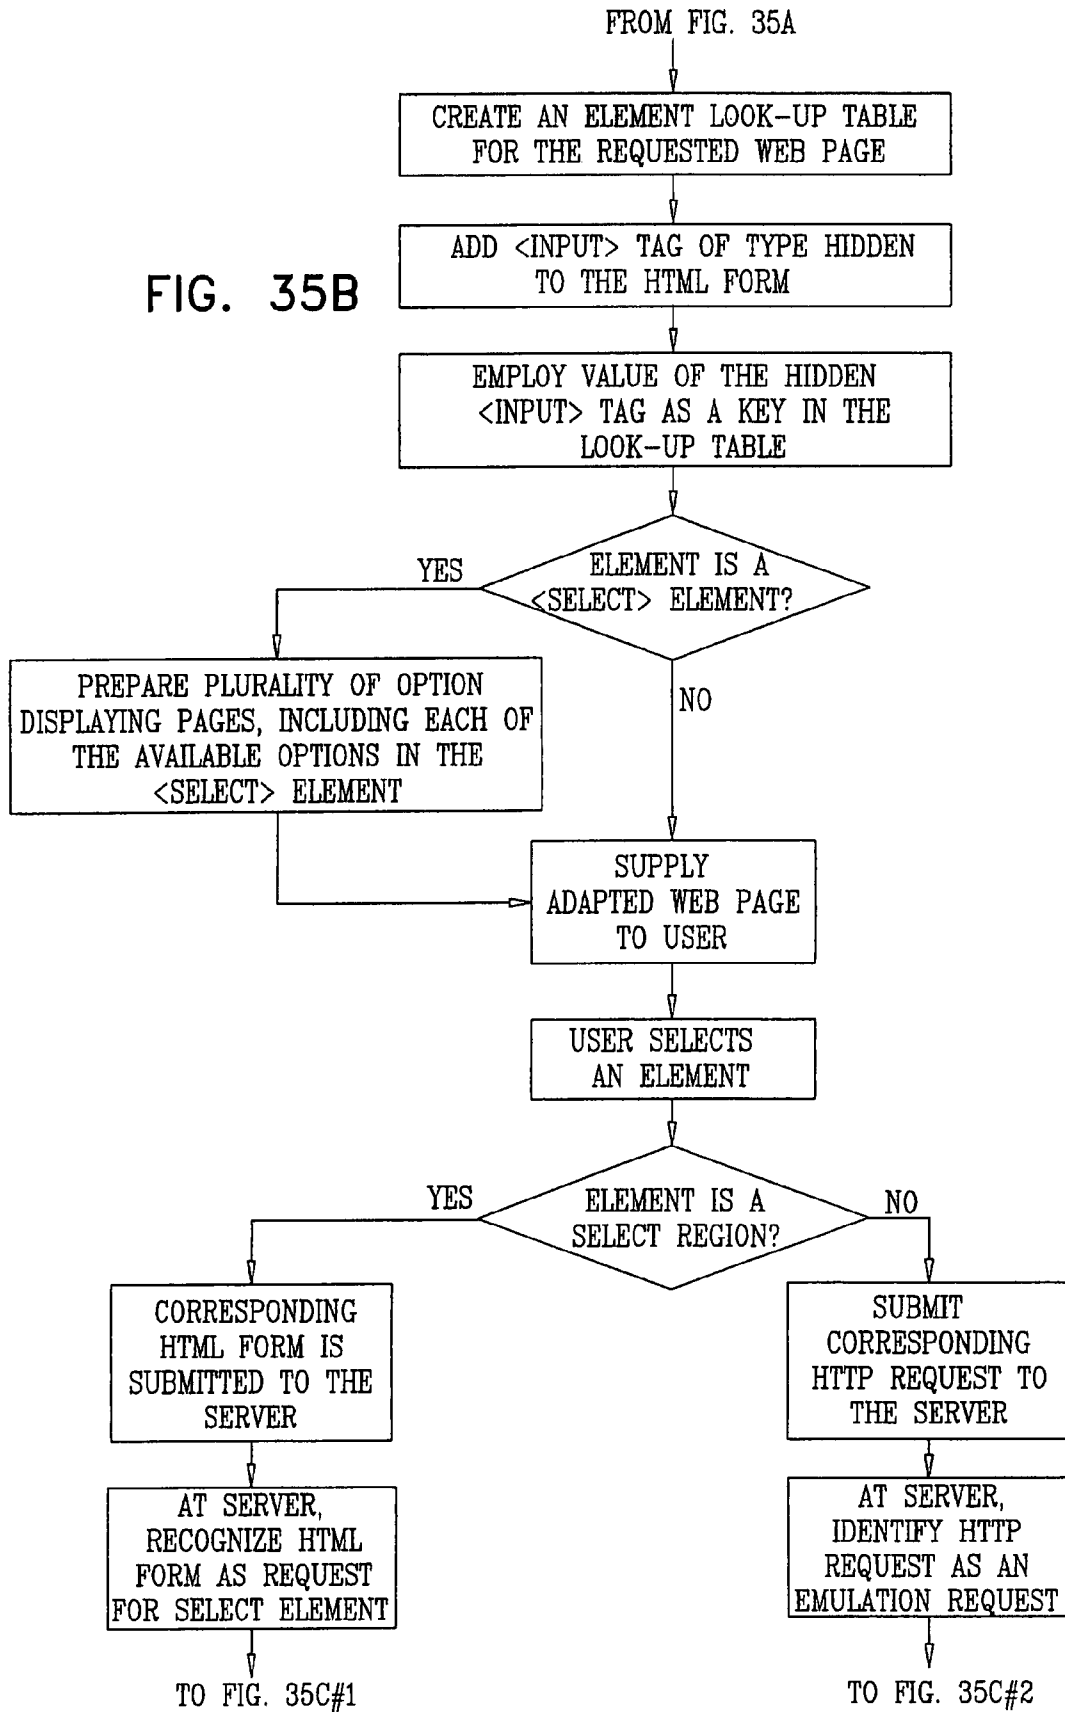 FROM FIG. 35A
CREATE AN ELEMENT LOOK-UP TABLE
FOR THE REQUESTED WEB PAGE
ADD <INPUT> TAG OF TYPE HIDDEN
TO THE HTML FORM
FIG. 35B
EMPLOY VALUE OF THE HIDDEN
<INPUT> TAG AS A KEY IN THE
LOOK-UP TABLE
YES
ELEMENT IS A
<SELECT> ELEMENT?
NO
PREPARE PLURALITY OF OPTION
DISPLAYING PAGES, INCLUDING EACH OF
THE AVAILABLE OPTIONS IN THE
<SELECT> ELEMENT
SUPPLY
ADAPTED WEB PAGE
TO USER
USER SELECTS
AN ELEMENT
YES
ELEMENT IS A
SELECT REGION?
NO
CORRESPONDING
HTML FORM IS
SUBMITTED TO THE
SERVER
SUBMIT
CORRESPONDING
HTTP REQUEST TO
THE SERVER
AT SERVER,
RECOGNIZE HTML
FORM AS REQUEST
FOR SELECT ELEMENT
AT SERVER,
IDENTIFY HTTP
REQUEST AS AN
EMULATION REQUEST
TO FIG. 35C#1
TO FIG. 35C#2